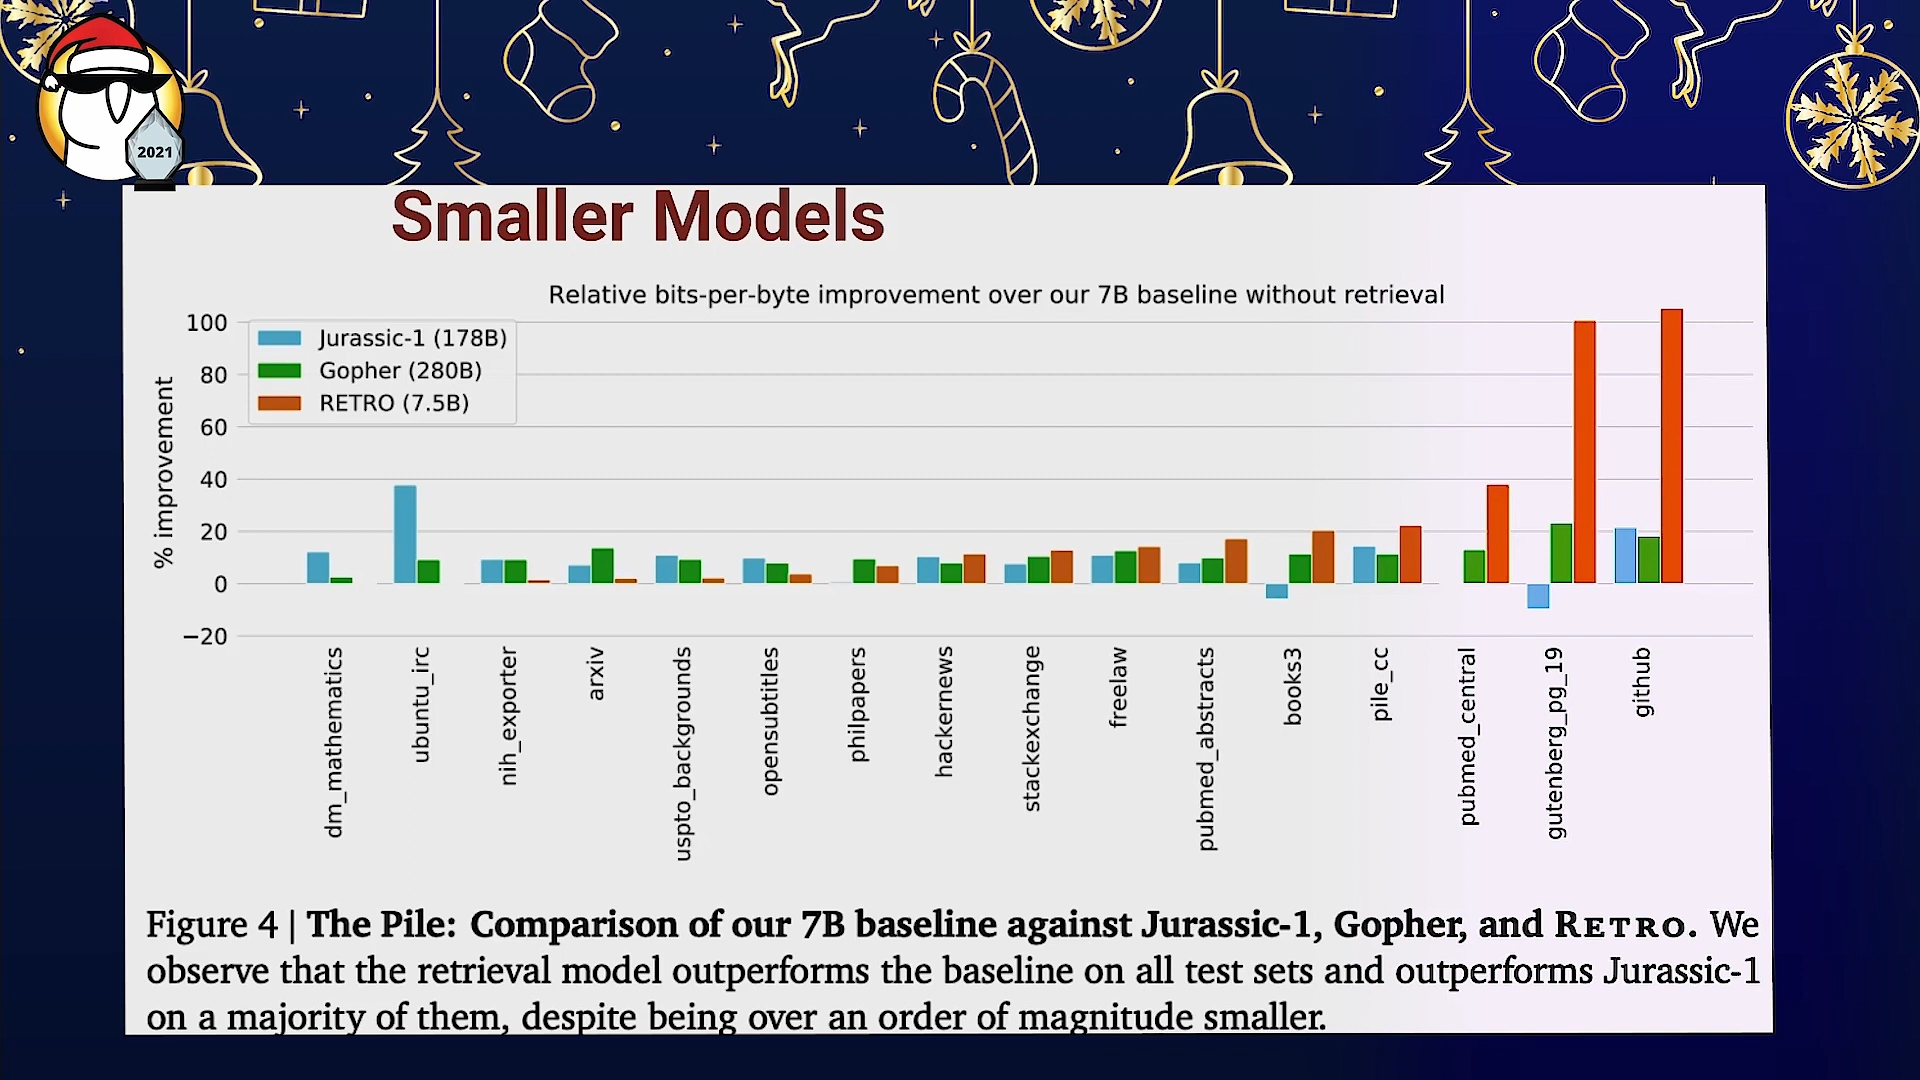 2021
Smaller Models
Relative bits-per-byte improvement over our 7B baseline without retrieval
Jurassic-1 (178B)
Gopher (280B)
RETRO (7.5B)
% improvement
100
80
60
40
20
0
−20
dm_mathematics
ubuntu_irc
nih_exporter
arxiv
uspto_backgrounds
opensubtitles
philpapers
hackernews
stackexchange
freelaw
pubmed_abstracts
books3
pile_cc
pubmed_central
gutenberg_pg_19
github
Figure 4 | The Pile: Comparison of our 7B baseline against Jurassic-1, Gopher, and RETRO. We
observe that the retrieval model outperforms the baseline on all test sets and outperforms Jurassic-1
on a majority of them, despite being over an order of magnitude smaller.